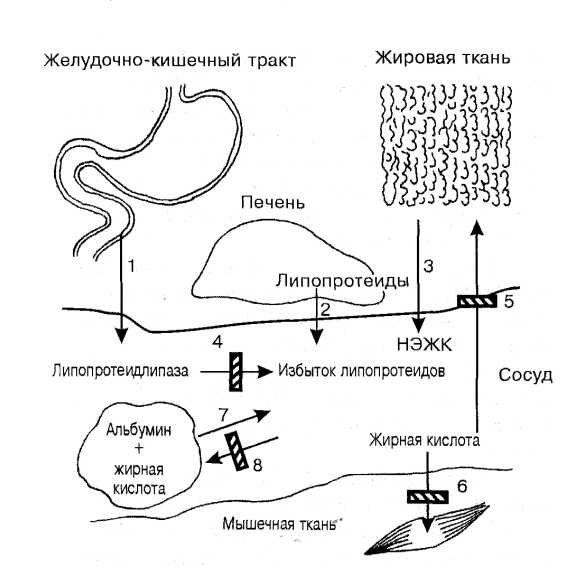 Желудочно-кишечный тракт
Жировая ткань
Печень
Липопротеиды
1
2
3
4
5
НЭЖК
Липопротеидлипаза
Избыток липопротеидов
Сосуд
7
Альбумин
+
жирная
кислота
8
Жирная кислота
6
Мышечная ткань